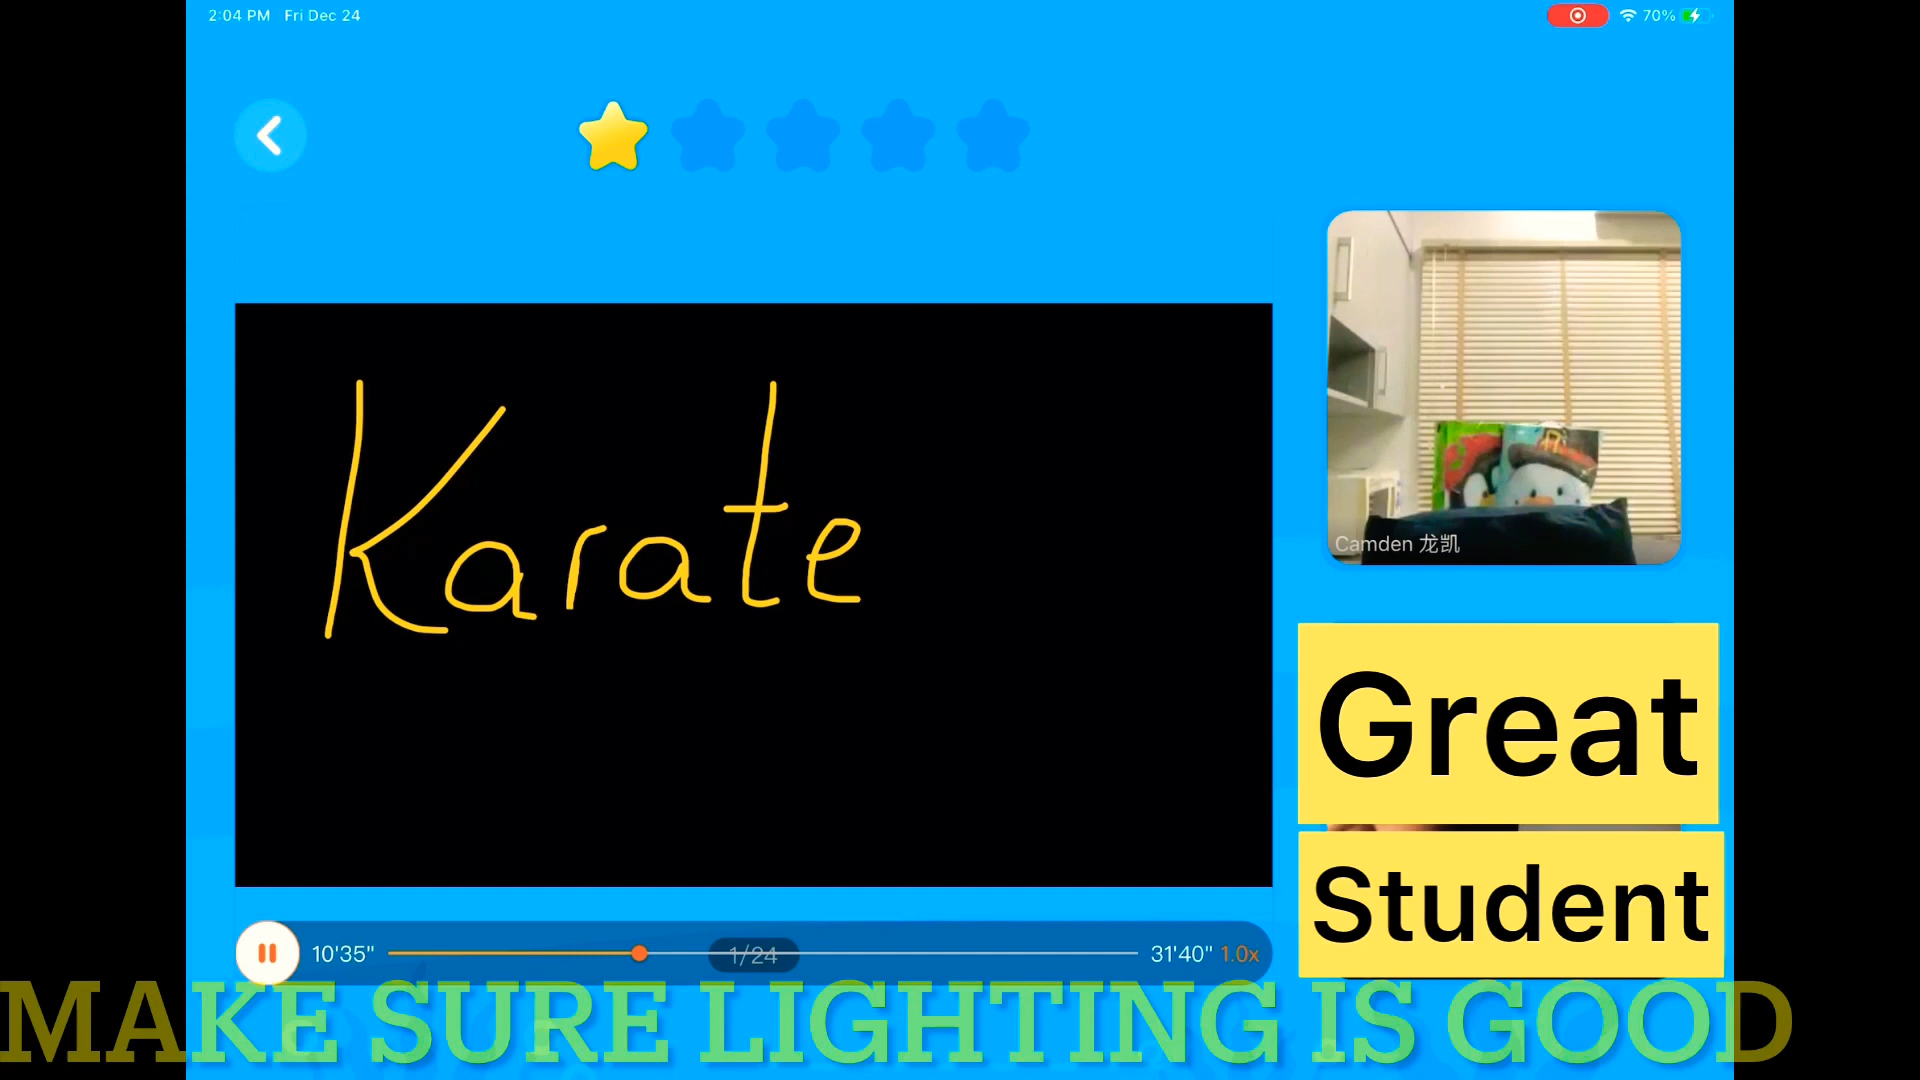 2:04 PM Fri Dec 24
70%
Karate
Camden 龙凯
Great
Student
10'35"
1/24
31'40" 1.0x
MAKE SURE LIGHTING IS GOOD